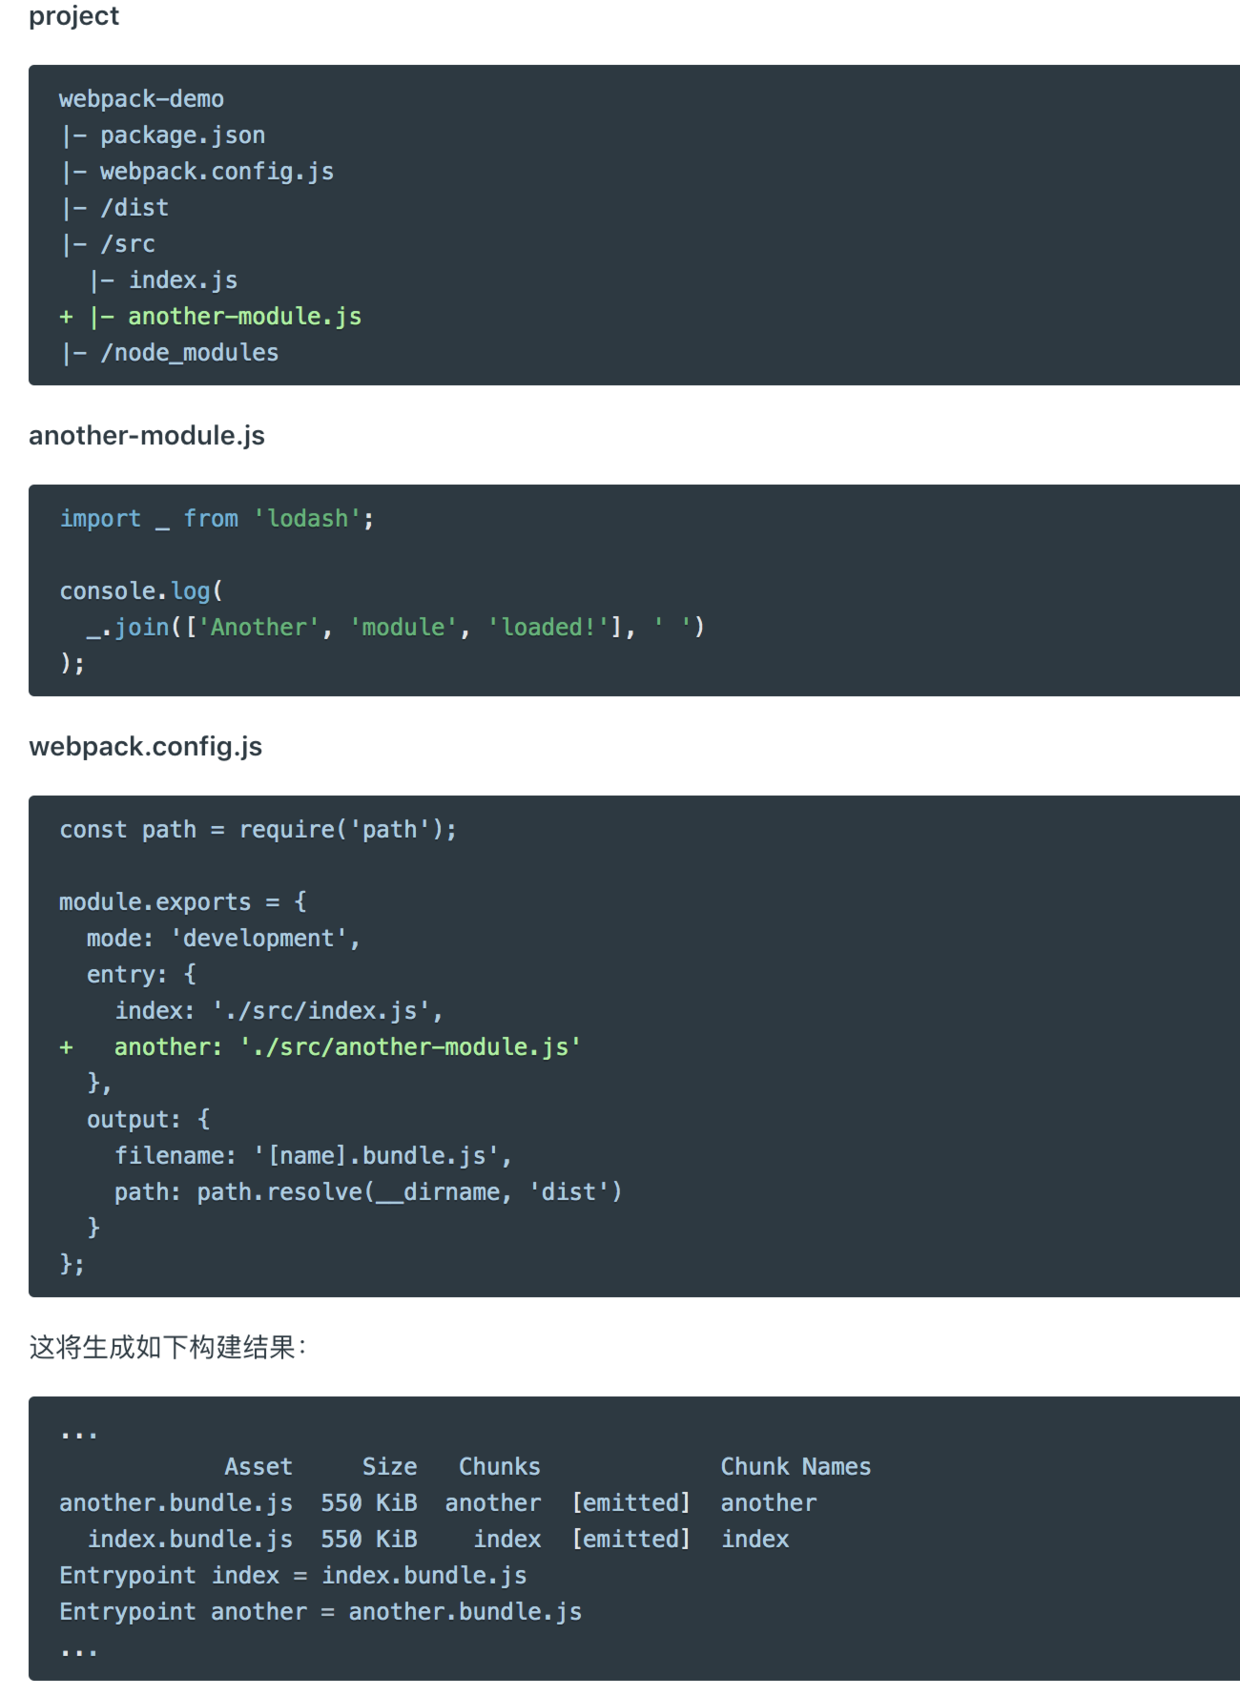 project
webpack-demo
|- package.json
|- webpack.config.js
|- /dist
|- /src
  |- index.js
+ |- another-module.js
|- /node_modules
another-module.js
import _ from 'lodash';
console.log(
  _.join(['Another', 'module', 'loaded!'], ' ')
);
webpack.config.js
const path = require('path');
module.exports = {
  mode: 'development',
  entry: {
    index: './src/index.js',
+   another: './src/another-module.js'
  },
  output: {
    filename: '[name].bundle.js',
    path: path.resolve(__dirname, 'dist')
  }
};
这将生成如下构建结果：
...
            Asset     Size   Chunks             Chunk Names
another.bundle.js  550 KiB  another  [emitted]  another
  index.bundle.js  550 KiB    index  [emitted]  index
Entrypoint index = index.bundle.js
Entrypoint another = another.bundle.js
...